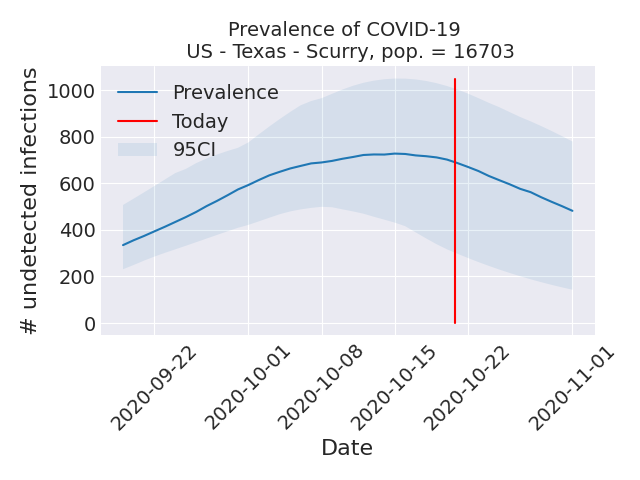 Prevalence of COVID-19
US - Texas - Scurry, pop. = 16703
# undetected infections
1000
800
600
400
200
0
Prevalence
Today
95CI
2020-09-22
2020-10-01
2020-10-08
2020-10-15
2020-10-22
2020-11-01
Date